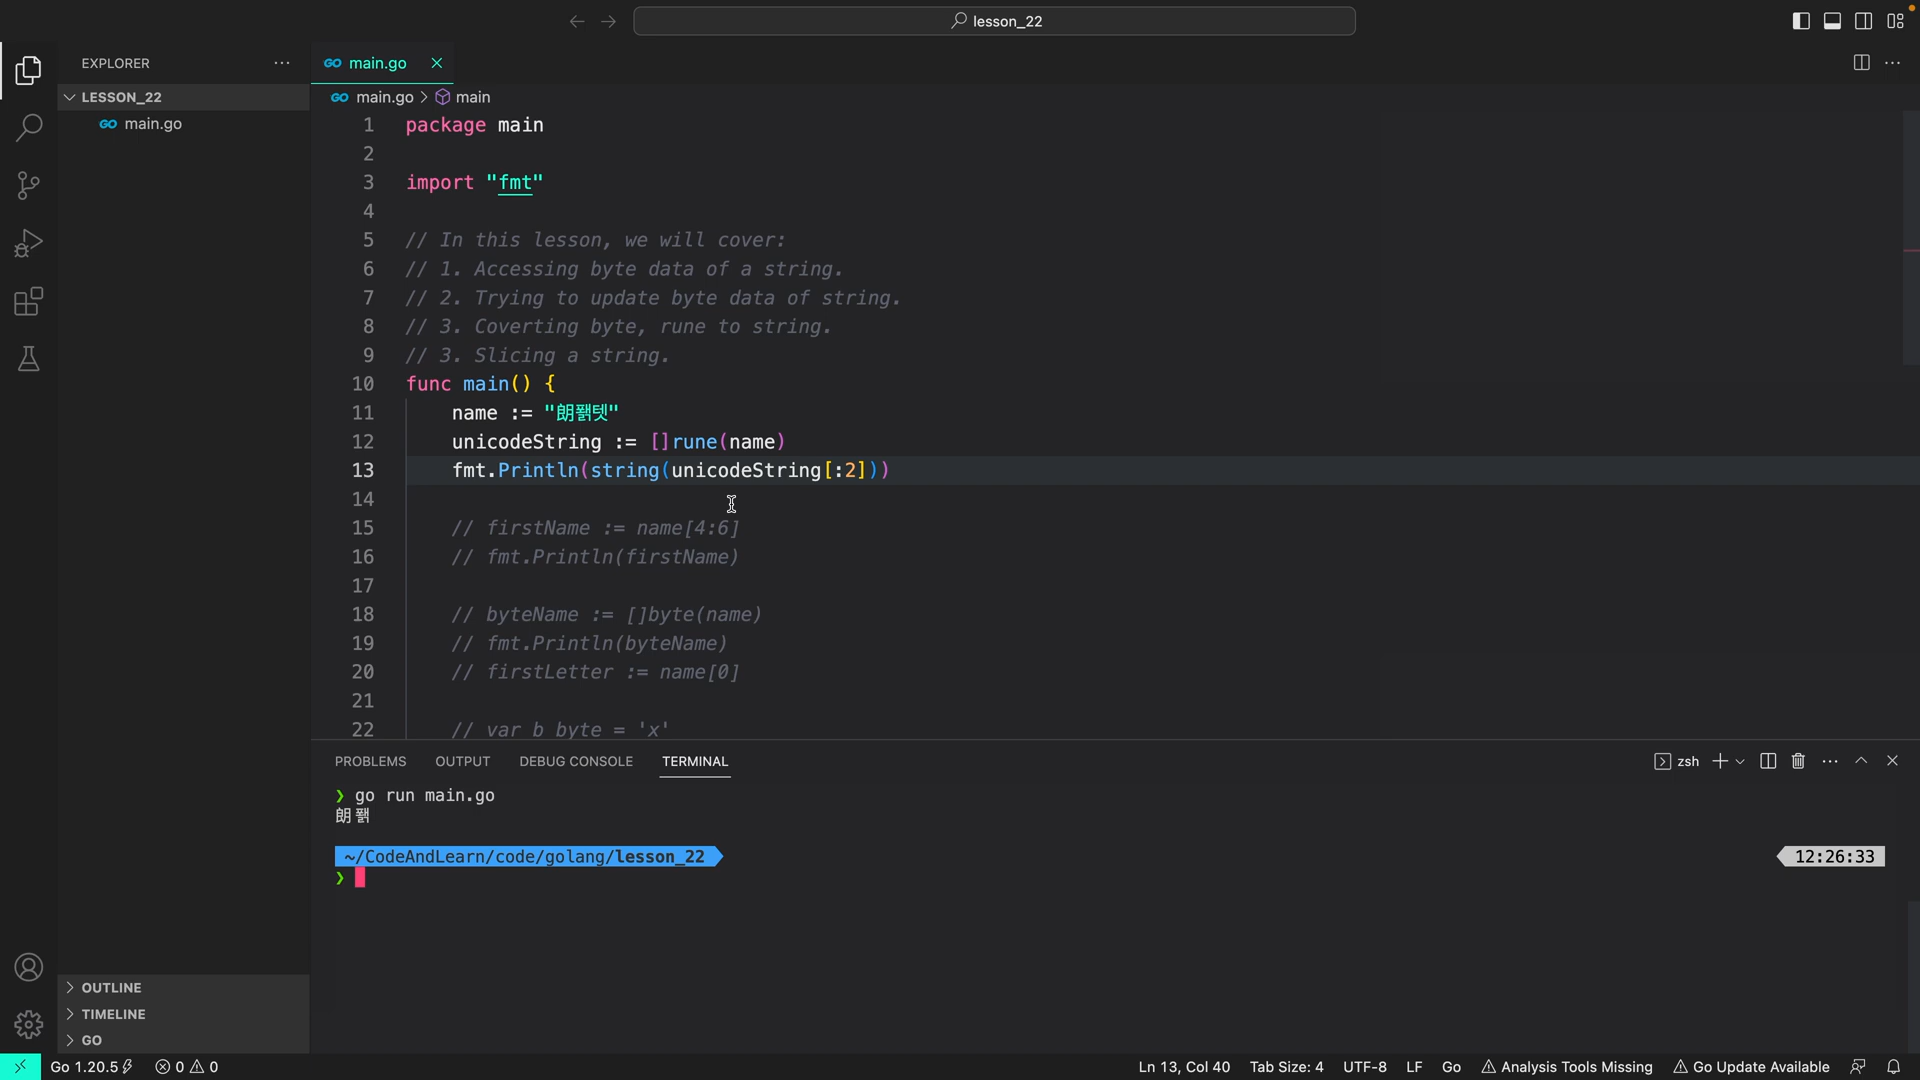 lesson_22
EXPLORER
main.go
LESSON_22
main.go
main.go > main
1 package main
2
3 import "fmt"
4
5 // In this lesson, we will cover:
6 // 1. Accessing byte data of a string.
7 // 2. Trying to update byte data of string.
8 // 3. Coverting byte, rune to string.
9 // 3. Slicing a string.
10 func main() {
11 name := "朗퐭텟"
12 unicodeString := []rune(name)
13 fmt.Println(string(unicodeString[:2]))
14
15 // firstName := name[4:6]
16 // fmt.Println(firstName)
17
18 // byteName := []byte(name)
19 // fmt.Println(byteName)
20 // firstLetter := name[0]
21
22 // var b byte = 'x'
PROBLEMS OUTPUT DEBUG CONSOLE TERMINAL
zsh
❯ go run main.go
朗퐭
~/CodeAndLearn/code/golang/lesson_22
12:26:33
❯
OUTLINE
TIMELINE
GO
Go 1.20.5 0 0 Ln 13, Col 40 Tab Size: 4 UTF-8 LF Go Analysis Tools Missing Go Update Available